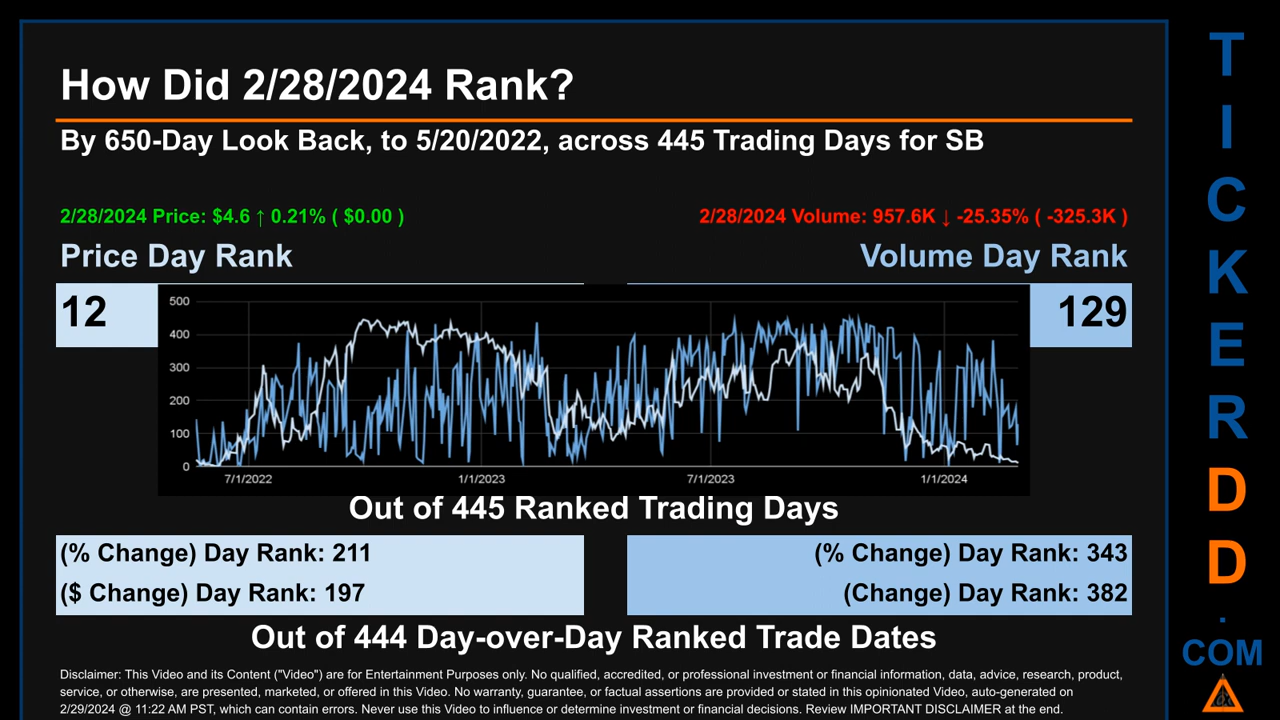 How Did 2/28/2024 Rank?
By 650-Day Look Back, to 5/20/2022, across 445 Trading Days for SB
2/28/2024 Price: $4.6 ↑ 0.21% ( $0.00 )
2/28/2024 Volume: 957.6K ↓ -25.35% ( -325.3K )
Price Day Rank
Volume Day Rank
12
129
500
400
300
200
100
0
7/1/2022
1/1/2023
7/1/2023
1/1/2024
Out of 445 Ranked Trading Days
(% Change) Day Rank: 211
($ Change) Day Rank: 197
(% Change) Day Rank: 343
(Change) Day Rank: 382
Out of 444 Day-over-Day Ranked Trade Dates
Disclaimer: This Video and its Content ("Video") are for Entertainment Purposes only. No qualified, accredited, or professional investment or financial information, data, advice, research, product,
service, or otherwise, are presented, marketed, or offered in this Video. No warranty, guarantee, or factual assertions are provided or stated in this opinionated Video, auto-generated on
2/29/2024 @ 11:22 AM PST, which can contain errors. Never use this Video to influence or determine investment or financial decisions. Review IMPORTANT DISCLAIMER at the end.
T
I
C
K
E
R
D
D
.
COM